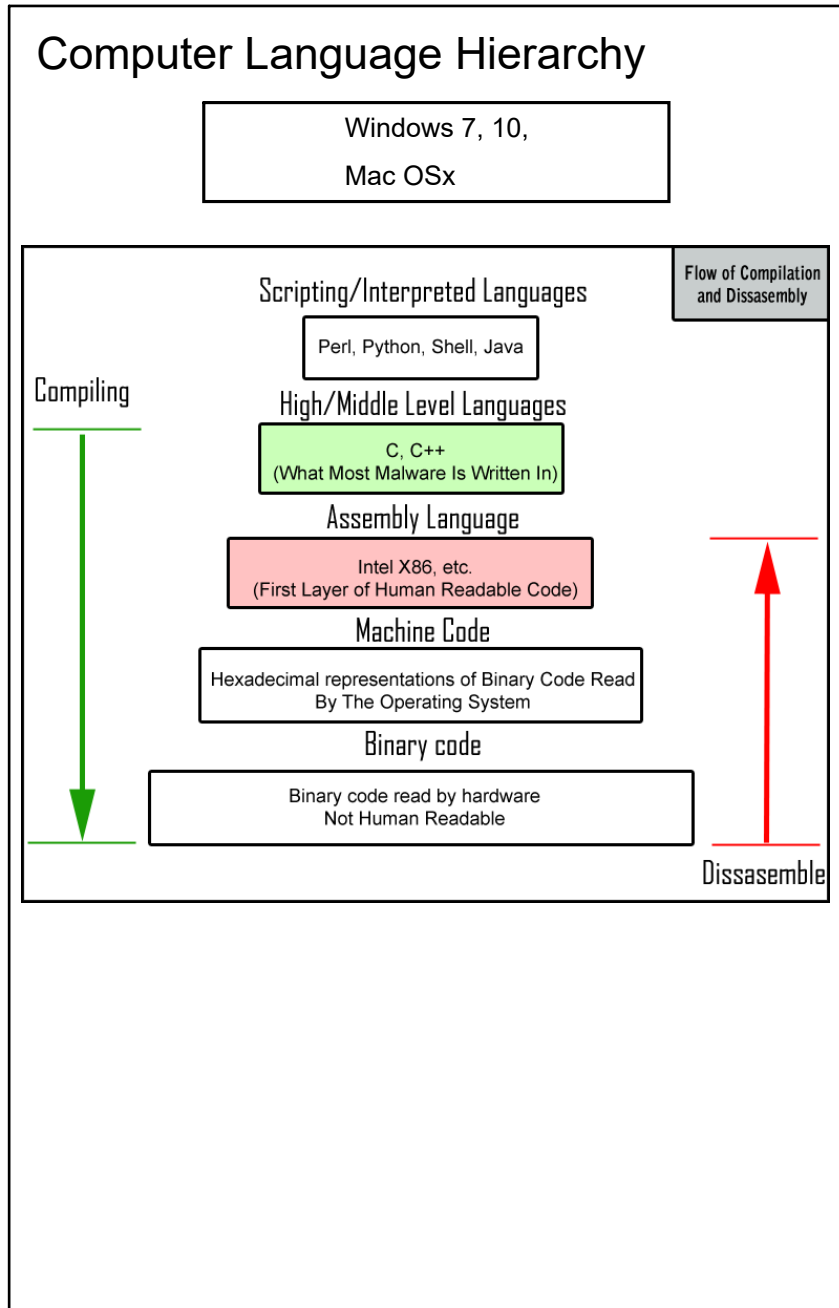 Computer Language Hierarchy
Windows 7, 10,
Mac OSx
Flow of Compilation
and Dissasembly
Scripting/Interpreted Languages
Perl, Python, Shell, Java
Compiling
High/Middle Level Languages
C, C++
(What Most Malware Is Written In)
Assembly Language
Intel X86, etc.
(First Layer of Human Readable Code)
Machine Code
Hexadecimal representations of Binary Code Read
By The Operating System
Binary code
Binary code read by hardware
Not Human Readable
Dissasemble